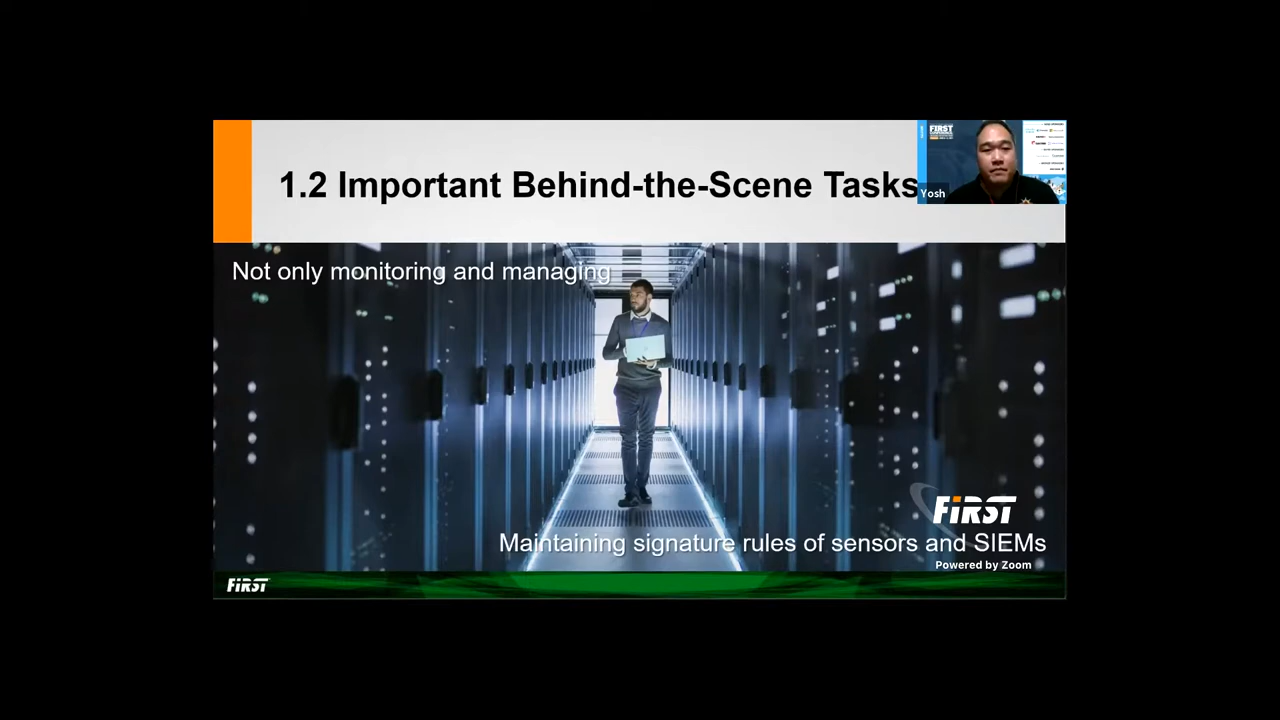 1.2 Important Behind-the-Scene Tasks
FIRST
Yosh
Not only monitoring and managing
FiRST
Maintaining signature rules of sensors and SIEMs
Powered by Zoom
FiRST